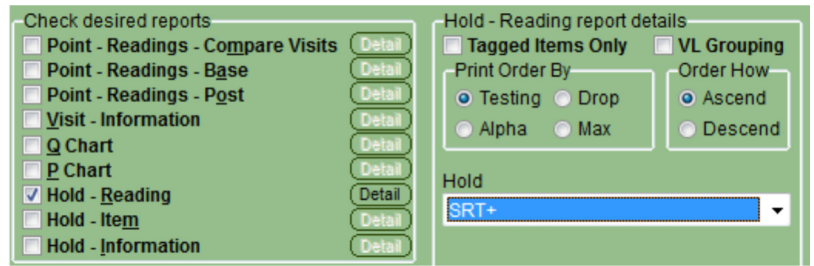 Check desired reports
Point - Readings - Compare Visits Detail
Point - Readings - Base Detail
Point - Readings - Post Detail
Visit - Information Detail
Q Chart Detail
P Chart Detail
Hold - Reading Detail
Hold - Item Detail
Hold - Information Detail
Hold - Reading report details
Tagged Items Only VL Grouping
Print Order By Order How
Testing Drop Ascend
Alpha Max Descend
Hold
SRT+